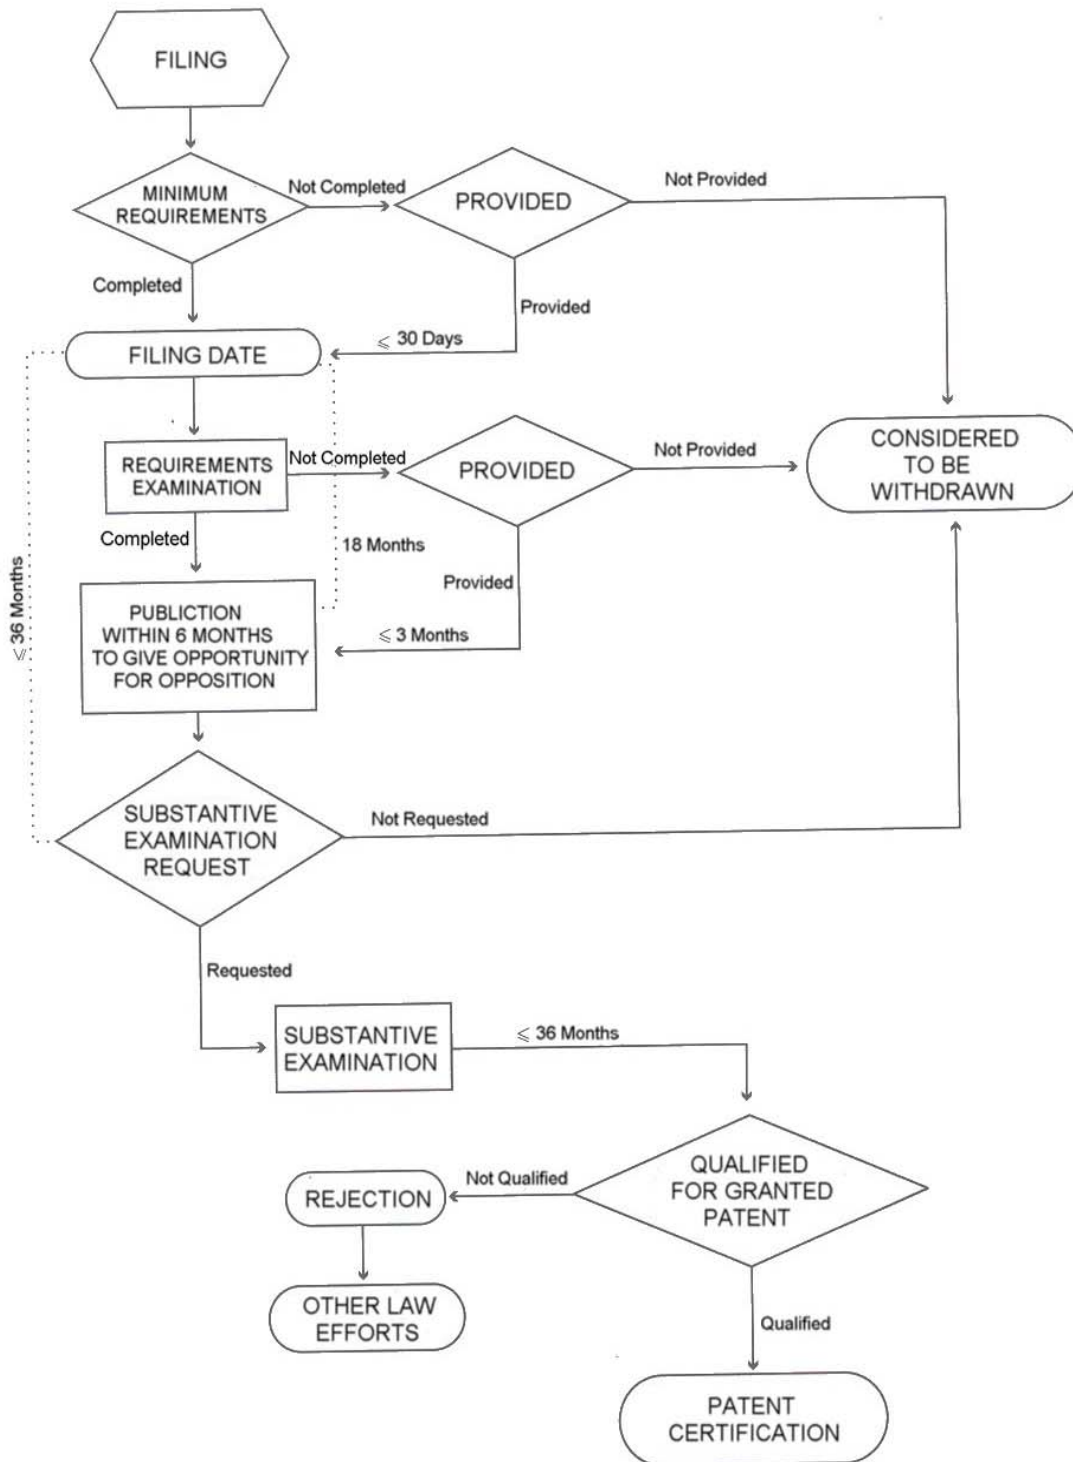 FILING
MINIMUM
REQUIREMENTS
Not Completed
PROVIDED
Not Provided
Completed
Provided
⩽ 30 Days
FILING DATE
REQUIREMENTS
EXAMINATION
Not Completed
PROVIDED
Not Provided
CONSIDERED
TO BE
WITHDRAWN
Completed
18 Months
Provided
⩽ 36 Months
PUBLICTION
WITHIN 6 MONTHS
TO GIVE OPPORTUNITY
FOR OPPOSITION
⩽ 3 Months
SUBSTANTIVE
EXAMINATION
REQUEST
Not Requested
Requested
SUBSTANTIVE
EXAMINATION
⩽ 36 Months
QUALIFIED
FOR GRANTED
PATENT
Not Qualified
REJECTION
OTHER LAW
EFFORTS
Qualified
PATENT
CERTIFICATION